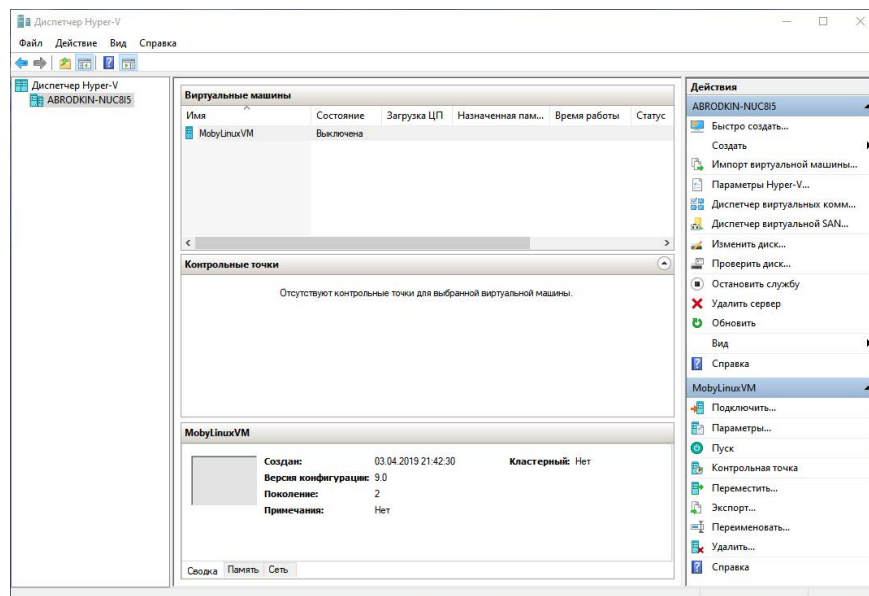 Диспетчер Hyper-V
Файл Действие Вид Справка
Диспетчер Hyper-V
ABRODKIN-NUC8I5
Виртуальные машины
Имя Состояние Загрузка ЦП Назначенная пам... Время работы Статус
MobyLinuxVM Выключена
Контрольные точки
Отсутствуют контрольные точки для выбранной виртуальной машины.
MobyLinuxVM
Создан: 03.04.2019 21:42:30 Кластерный: Нет
Версия конфигурации: 9.0
Поколение: 2
Примечания: Нет
Сводка Память Сеть
Действия
ABRODKIN-NUC8I5
Быстро создать...
Создать
Импорт виртуальной машины...
Параметры Hyper-V...
Диспетчер виртуальных комм...
Диспетчер виртуальной SAN...
Изменить диск...
Проверить диск...
Остановить службу
Удалить сервер
Обновить
Вид
Справка
MobyLinuxVM
Подключить...
Параметры...
Пуск
Контрольная точка
Переместить...
Экспорт...
Переименовать...
Удалить...
Справка